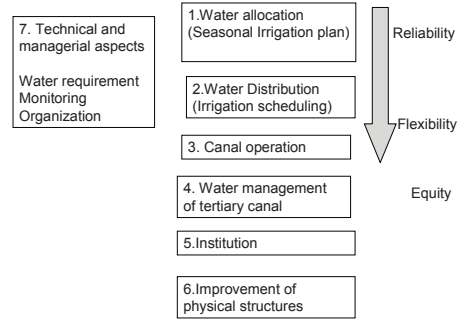 7. Technical and
managerial aspects
Water requirement
Monitoring
Organization
1.Water allocation
(Seasonal Irrigation plan)
2.Water Distribution
(Irrigation scheduling)
3. Canal operation
4. Water management
of tertiary canal
5.Institution
6.Improvement of
physical structures
Reliability
Flexibility
Equity